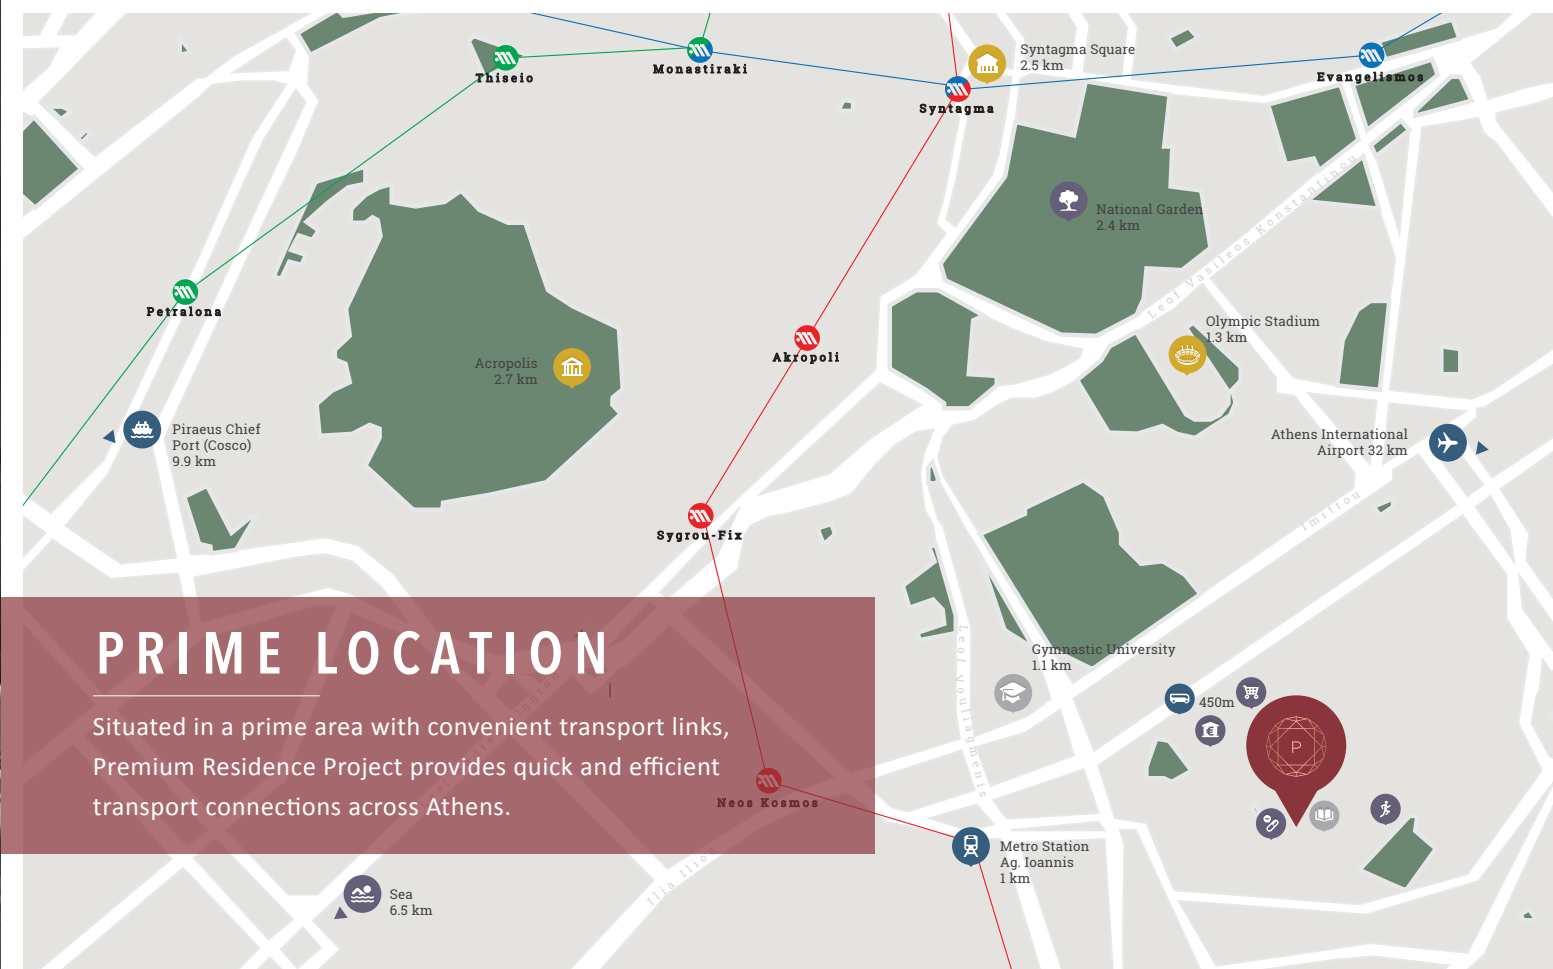 Syntagma Square
2.5 km
Thiseio
Monastiraki
Syntagma
Evangelismos
National Garden
2.4 km
Leof. Vasileos Konstantinou
Petralona
Akropoli
Olympic Stadium
1.3 km
Acropolis
2.7 km
Piraeus Chief
Port (Cosco)
9.9 km
Athens International
Airport 32 km
Imittou
Sygrou-Fix
PRIME LOCATION
Situated in a prime area with convenient transport links,
Premium Residence Project provides quick and efficient
transport connections across Athens.
Neos Kosmos
Gymnastic University
1.1 km
Leof vouliagmenis
450m
P
Ilia Iliou
Metro Station
Ag. Ioannis
1 km
Sea
6.5 km